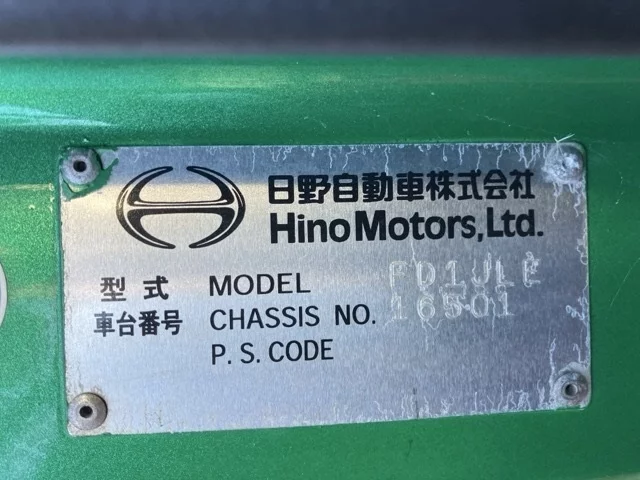 日野自動車株式会社
Hino Motors, Ltd.
型式 MODEL FD1JLE
車台番号 CHASSIS NO. 16501
P. S. CODE